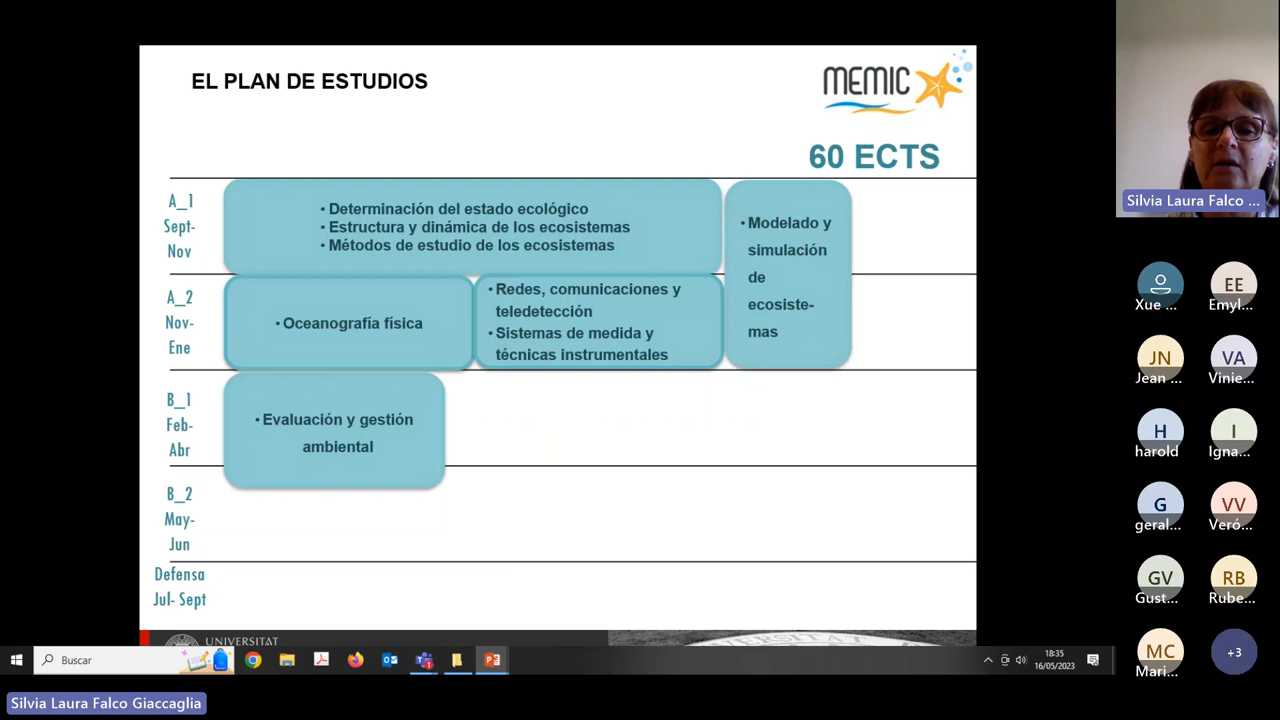 EL PLAN DE ESTUDIOS
MEMIC
60 ECTS
A_1
Sept-
Nov
• Determinación del estado ecológico
• Estructura y dinámica de los ecosistemas
• Métodos de estudio de los ecosistemas
• Modelado y
simulación
de
ecosiste-
mas
A_2
Nov-
Ene
• Oceanografía física
• Redes, comunicaciones y
teledetección
• Sistemas de medida y
técnicas instrumentales
B_1
Feb-
Abr
• Evaluación y gestión
ambiental
B_2
May-
Jun
Defensa
Jul- Sept
UNIVERSITAT
Buscar
18:35
16/05/2023
Silvia Laura Falco Giaccaglia
Silvia Laura Falco ...
Xue ...
EE
Emyl...
JN
Jean ...
VA
Vinie...
H
harold
I
Igna...
G
geral...
VV
Veró...
GV
Gust...
RB
Rube...
MC
Mari...
+3